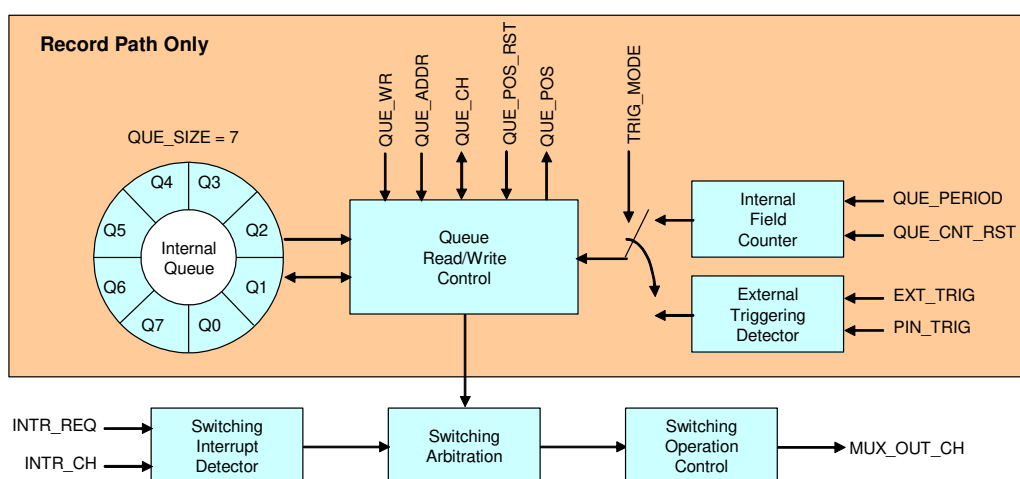 Record Path Only
QUE_WR
QUE_ADDR
QUE_CH
QUE_POS_RST
QUE_POS
TRIG_MODE
QUE_SIZE = 7
Q4
Q3
Q5
Q2
Q6
Q1
Q7
Q0
Internal
Queue
Queue
Read/Write
Control
Internal
Field
Counter
QUE_PERIOD
QUE_CNT_RST
External
Triggering
Detector
EXT_TRIG
PIN_TRIG
INTR_REQ
INTR_CH
Switching
Interrupt
Detector
Switching
Arbitration
Switching
Operation
Control
MUX_OUT_CH